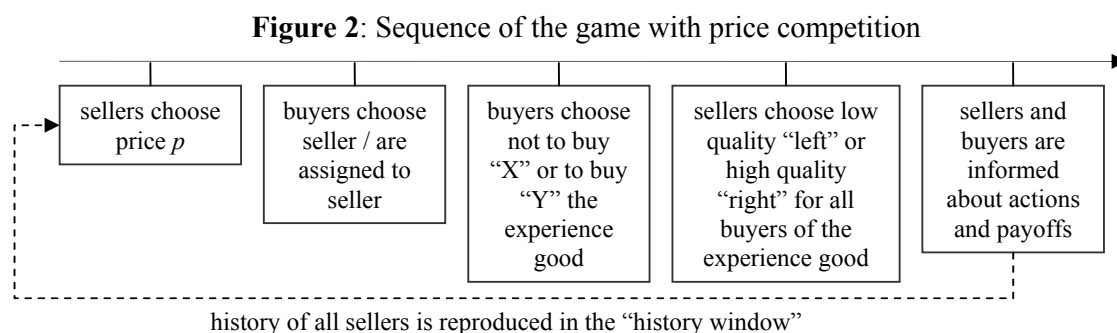 Figure 2: Sequence of the game with price competition
sellers choose
price p
buyers choose
seller / are
assigned to
seller
buyers choose
not to buy
“X” or to buy
“Y” the
experience
good
sellers choose low
quality “left” or
high quality
“right” for all
buyers of the
experience good
sellers and
buyers are
informed
about actions
and payoffs
history of all sellers is reproduced in the “history window”